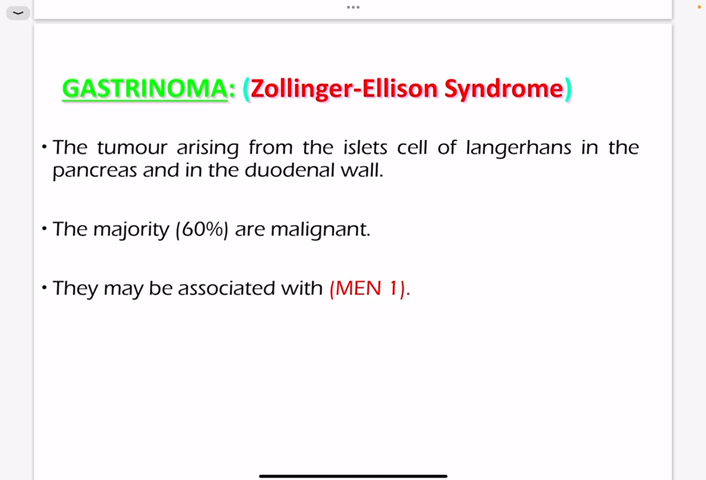 GASTRINOMA: (Zollinger-Ellison Syndrome)
• The tumour arising from the islets cell of langerhans in the
pancreas and in the duodenal wall.
• The majority (60%) are malignant.
• They may be associated with (MEN 1).